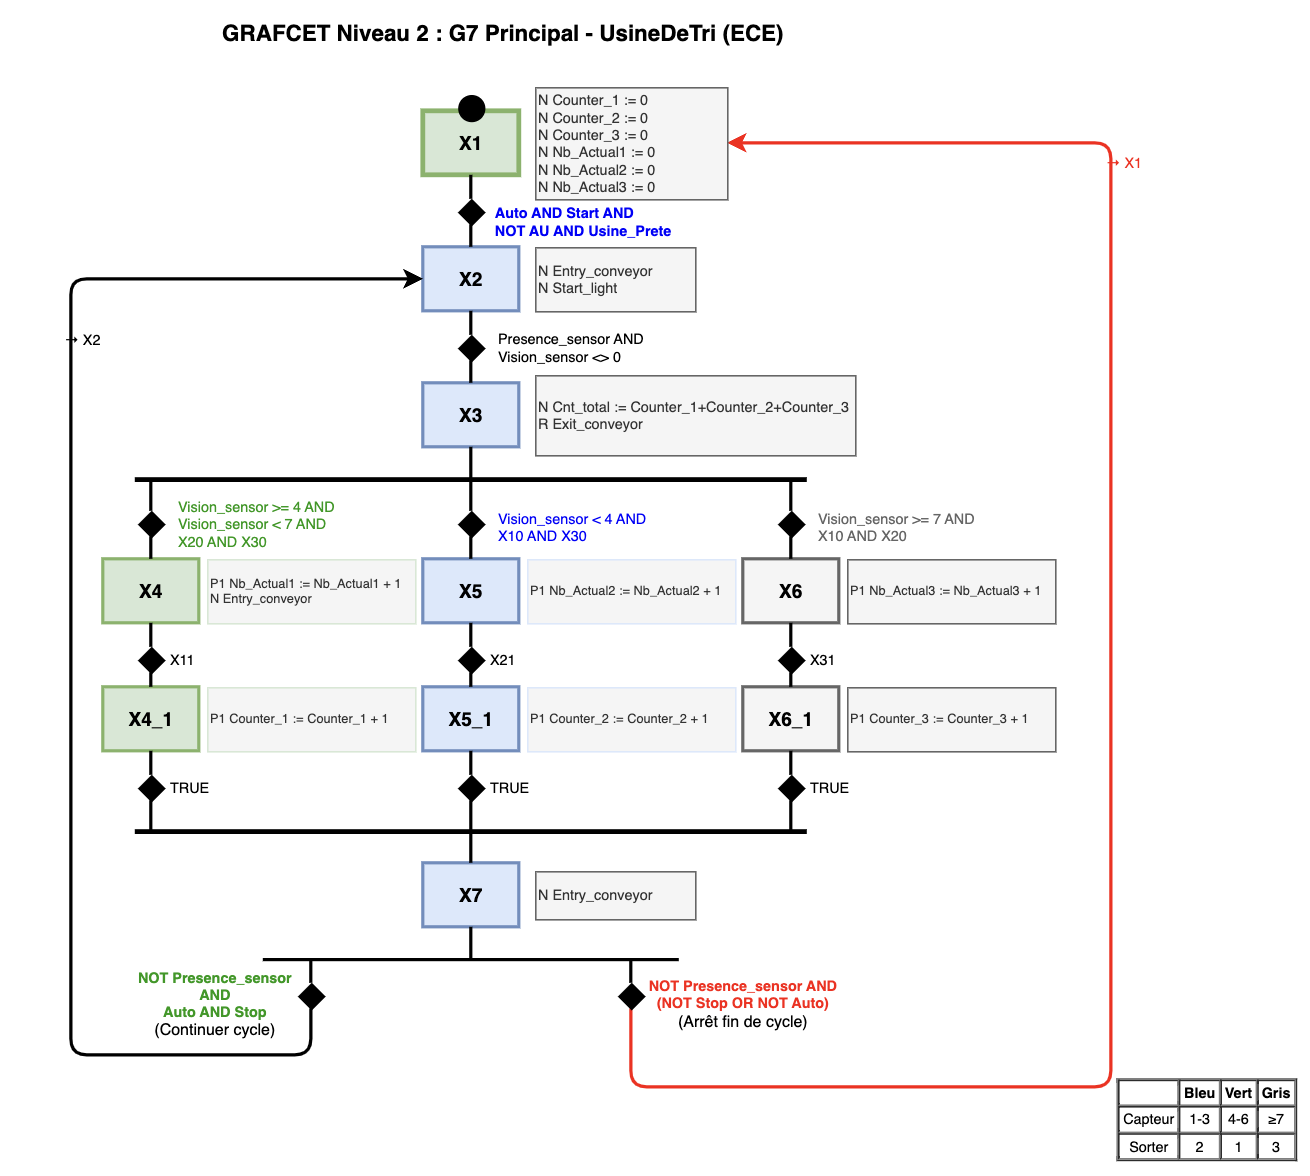 GRAFCET Niveau 2 : G7 Principal - UsineDeTri (ECE)
X1
N Counter_1 := 0
N Counter_2 := 0
N Counter_3 := 0
N Nb_Actual1 := 0
N Nb_Actual2 := 0
N Nb_Actual3 := 0
→ X1
Auto AND Start AND
NOT AU AND Usine_Prete
X2
N Entry_conveyor
N Start_light
→ X2
Presence_sensor AND
Vision_sensor <> 0
X3
N Cnt_total := Counter_1+Counter_2+Counter_3
R Exit_conveyor
Vision_sensor >= 4 AND
Vision_sensor < 7 AND
X20 AND X30
Vision_sensor < 4 AND
X10 AND X30
Vision_sensor >= 7 AND
X10 AND X20
X4
P1 Nb_Actual1 := Nb_Actual1 + 1
N Entry_conveyor
X5
P1 Nb_Actual2 := Nb_Actual2 + 1
X6
P1 Nb_Actual3 := Nb_Actual3 + 1
X11
X21
X31
X4_1
P1 Counter_1 := Counter_1 + 1
X5_1
P1 Counter_2 := Counter_2 + 1
X6_1
P1 Counter_3 := Counter_3 + 1
TRUE
TRUE
TRUE
X7
N Entry_conveyor
NOT Presence_sensor
AND
Auto AND Stop
(Continuer cycle)
NOT Presence_sensor AND
(NOT Stop OR NOT Auto)
(Arrêt fin de cycle)
Bleu Vert Gris
Capteur 1-3 4-6 ≥7
Sorter 2 1 3